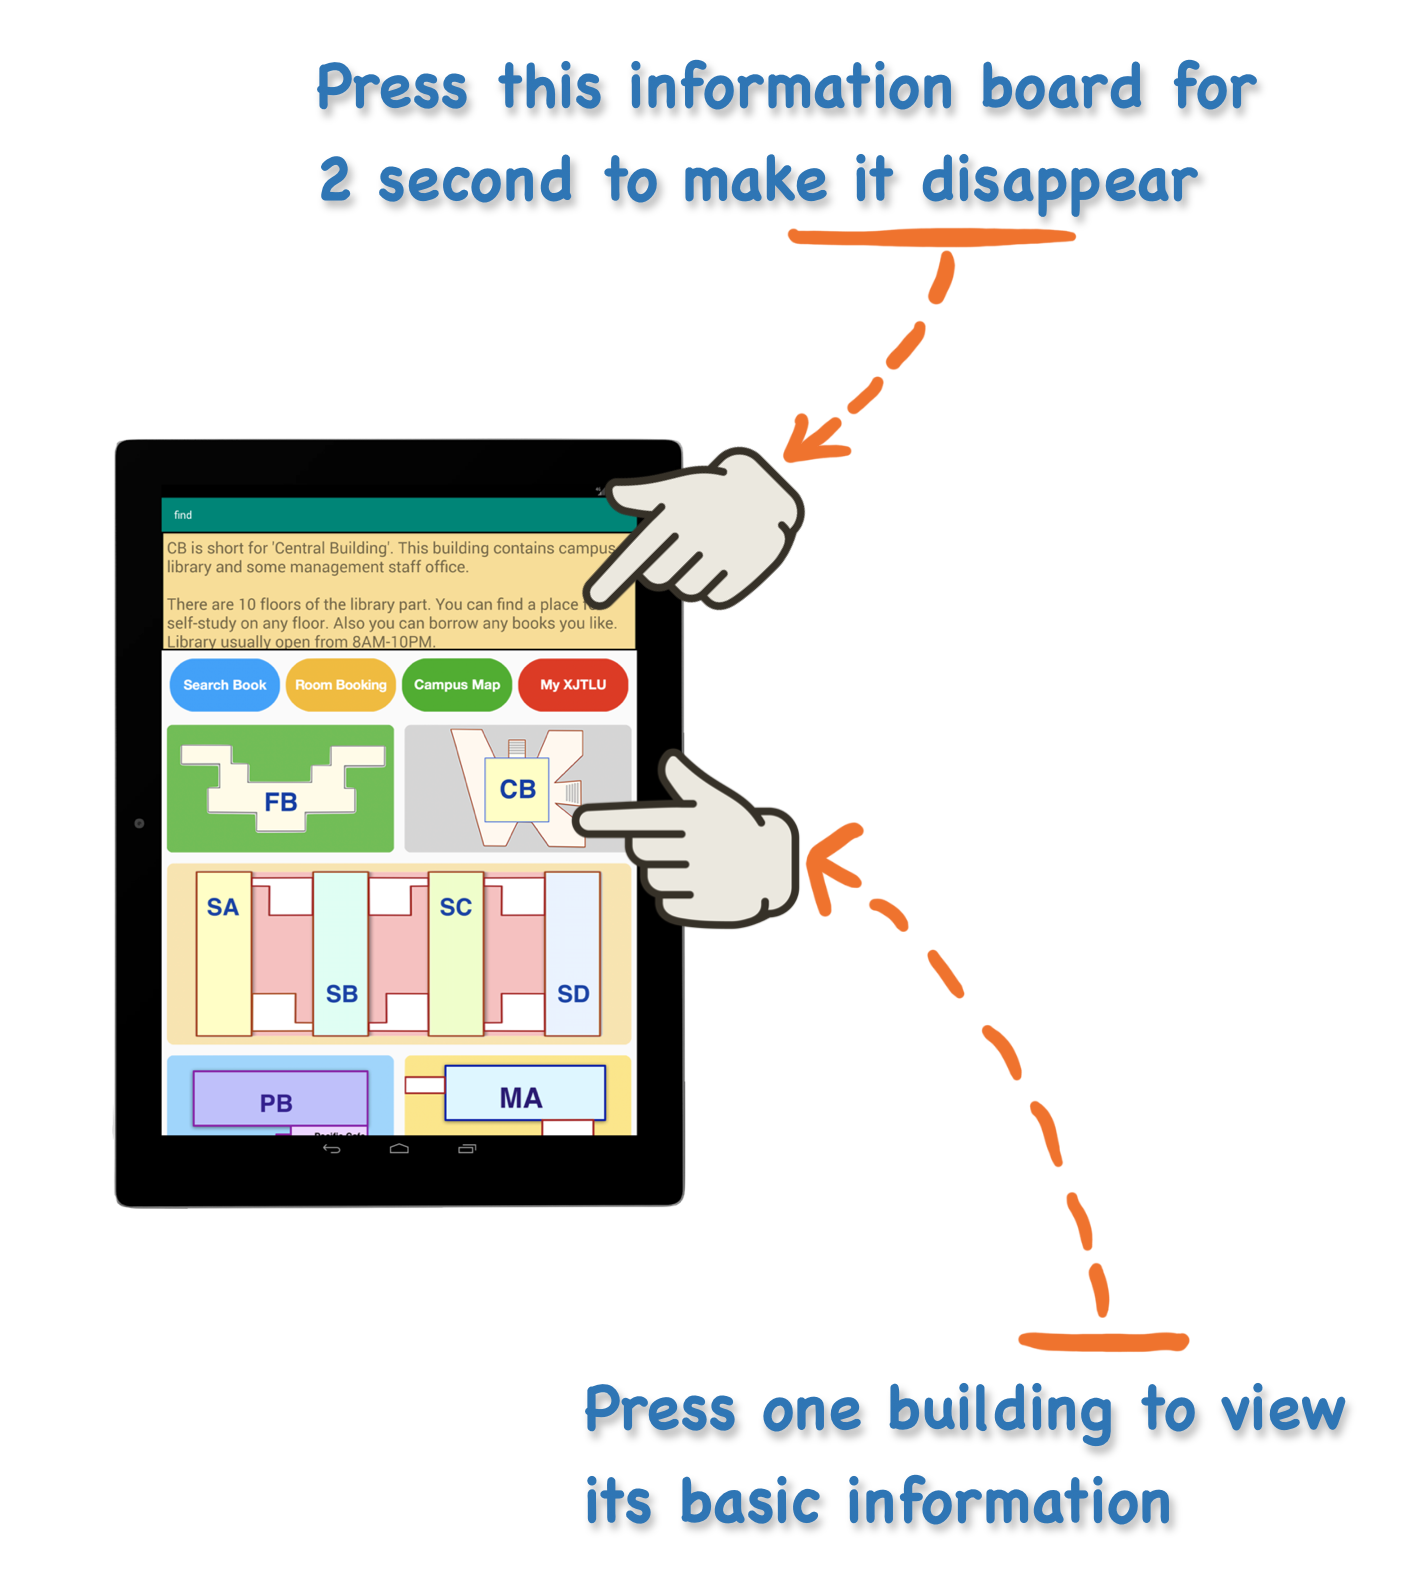 Press this information board for
2 second to make it disappear
find
CB is short for 'Central Building'. This building contains campus
library and some management staff office.
There are 10 floors of the library part. You can find a place
self-study on any floor. Also you can borrow any books you like.
Library usually open from 8AM-10PM.
Search Book
Room Booking
Campus Map
My XJTLU
FB
CB
SA
SC
SB
SD
PB
MA
Press one building to view
its basic information